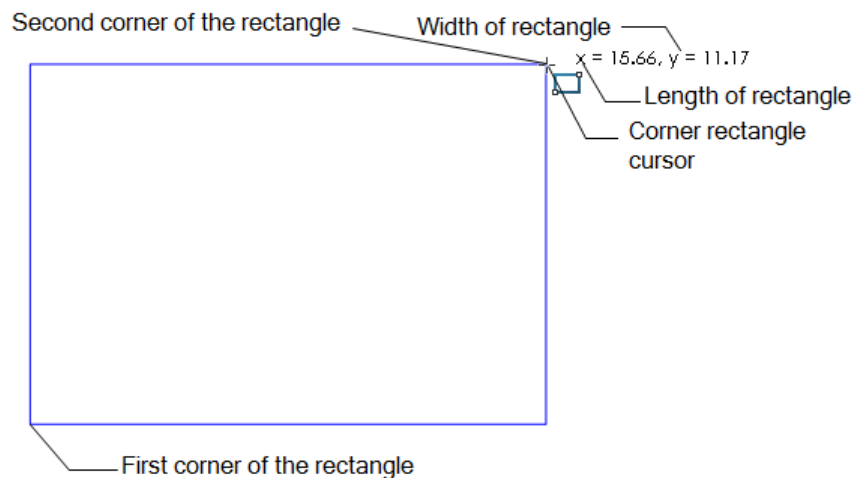 Second corner of the rectangle
Width of rectangle
x = 15.66, y = 11.17
Length of rectangle
Corner rectangle
cursor
First corner of the rectangle